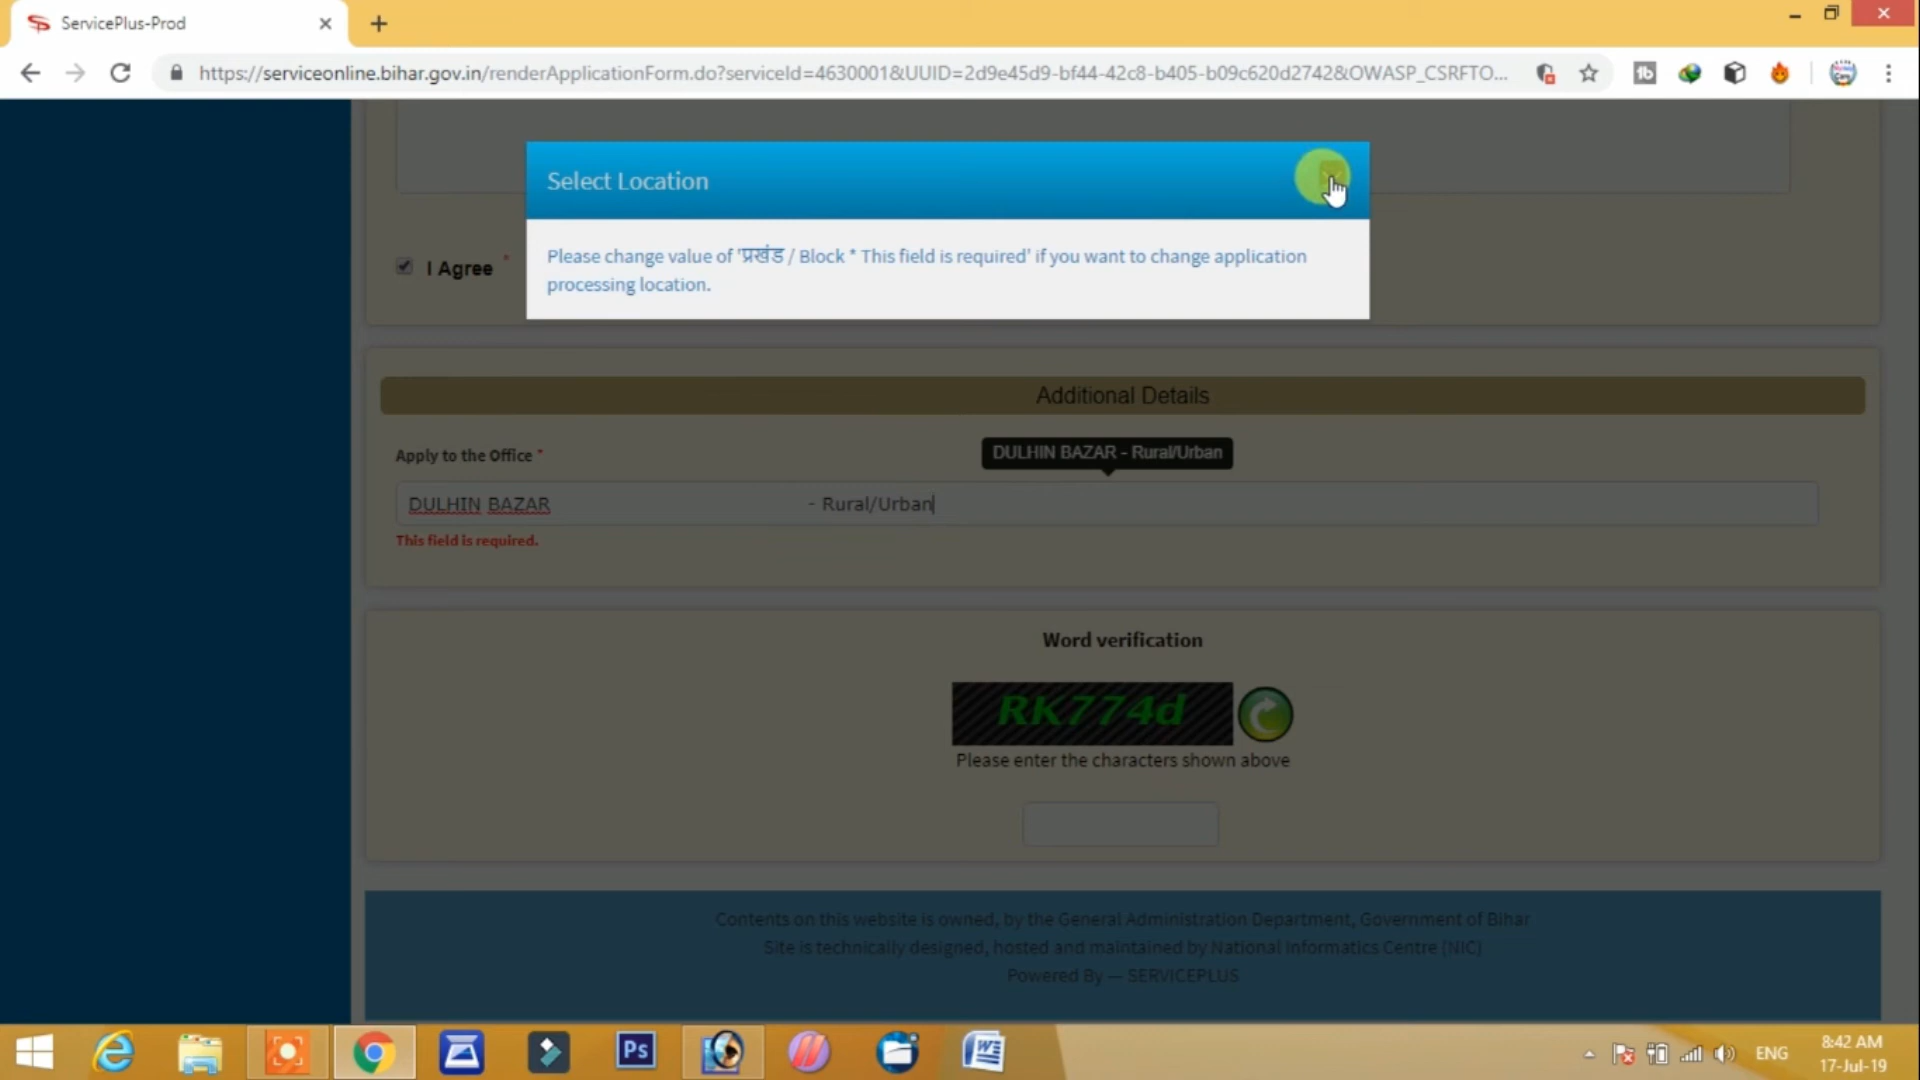 ServicePlus-Prod
https://serviceonline.bihar.gov.in/renderApplicationForm.do?serviceId=4630001&UUID=2d9e45d9-bf44-42c8-b405-b09c620d2742&OWASP_CSRFTO...
Select Location
Please change value of 'प्रखंड / Block * This field is required' if you want to change application
processing location.
I Agree *
Additional Details
Apply to the Office *
DULHIN BAZAR - Rural/Urban
DULHIN BAZAR - Rural/Urban
This field is required.
Word verification
RK774d
Please enter the characters shown above
Contents on this website is owned, by the General Administration Department, Government of Bihar
Site is technically designed, hosted and maintained by National Informatics Centre (NIC)
Powered By — SERVICEPLUS
Ps
ENG
8:42 AM
17-Jul-19